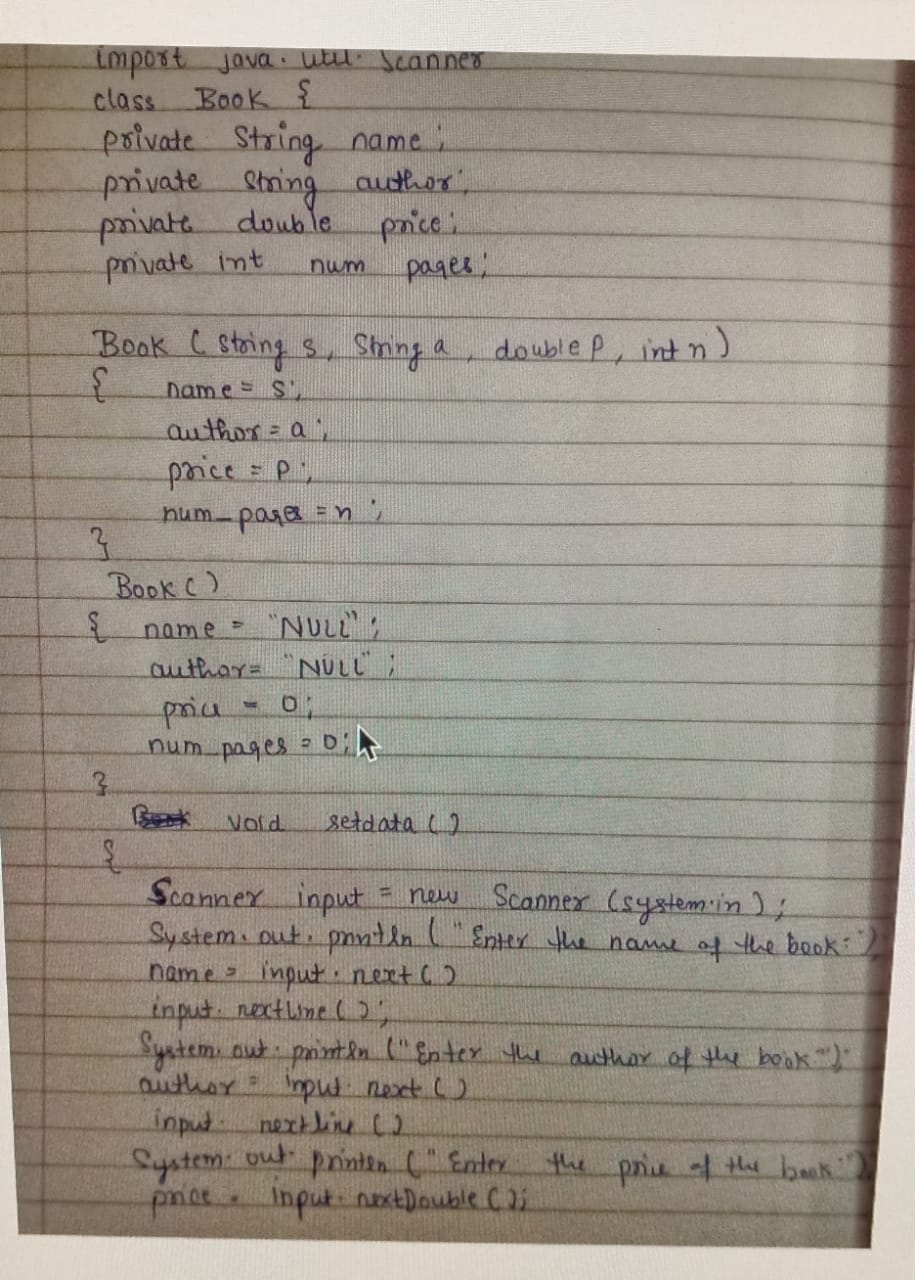 import java. util. Scanner
class Book {
private String name ;
private String author;
private double price;
private int num pages;
Book ( String s, String a , double p, int n )
{ name = s;
author = a ;
price = p ;
num_pages = n ;
}
Book ( )
{ name = "NULL" ;
author= "NULL" ;
price = 0;
num_pages = 0;
}
void setdata ( )
{
Scanner input = new Scanner (system.in ) ;
System. out. println ( "Enter the name of the book:");
name = input . next ( )
input. nextline ( ) ;
System. out. println ("Enter the author of the book:");
author = input. next ( )
input. nextline ( )
System. out. println ( " Enter the price of the book:")
price = input. nextDouble ( );